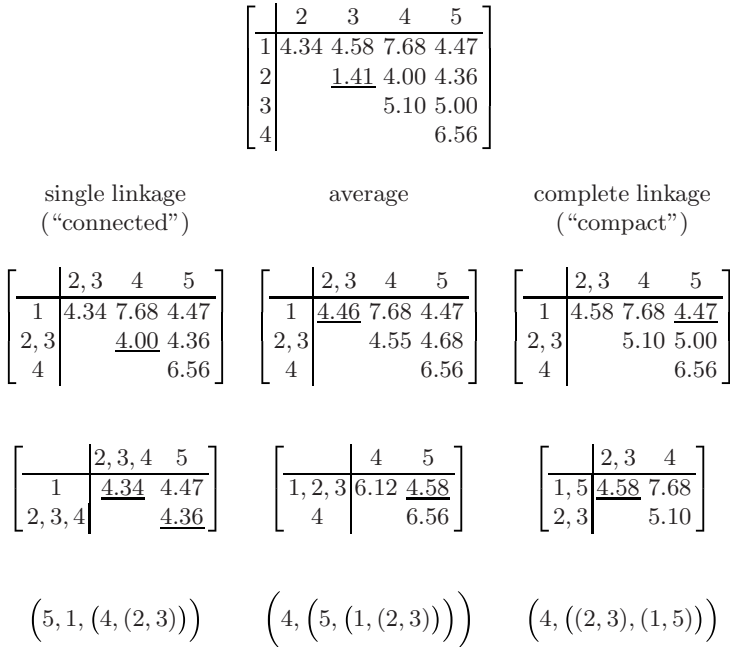 2 3 4 5
1 4.34 4.58 7.68 4.47
2 1.41 4.00 4.36
3 5.10 5.00
4 6.56
single linkage average complete linkage
(“connected”) (“compact”)
2, 3 4 5 2, 3 4 5 2, 3 4 5
1 4.34 7.68 4.47 1 4.46 7.68 4.47 1 4.58 7.68 4.47
2, 3 4.00 4.36 2, 3 4.55 4.68 2, 3 5.10 5.00
4 6.56 4 6.56 4 6.56
2, 3, 4 5 4 5 2, 3 4
1 4.34 4.47 1, 2, 3 6.12 4.58 1, 5 4.58 7.68
2, 3, 4 4.36 4 6.56 2, 3 5.10
(5, 1, (4, (2, 3))) (4, (5, (1, (2, 3)))) (4, ((2, 3), (1, 5)))